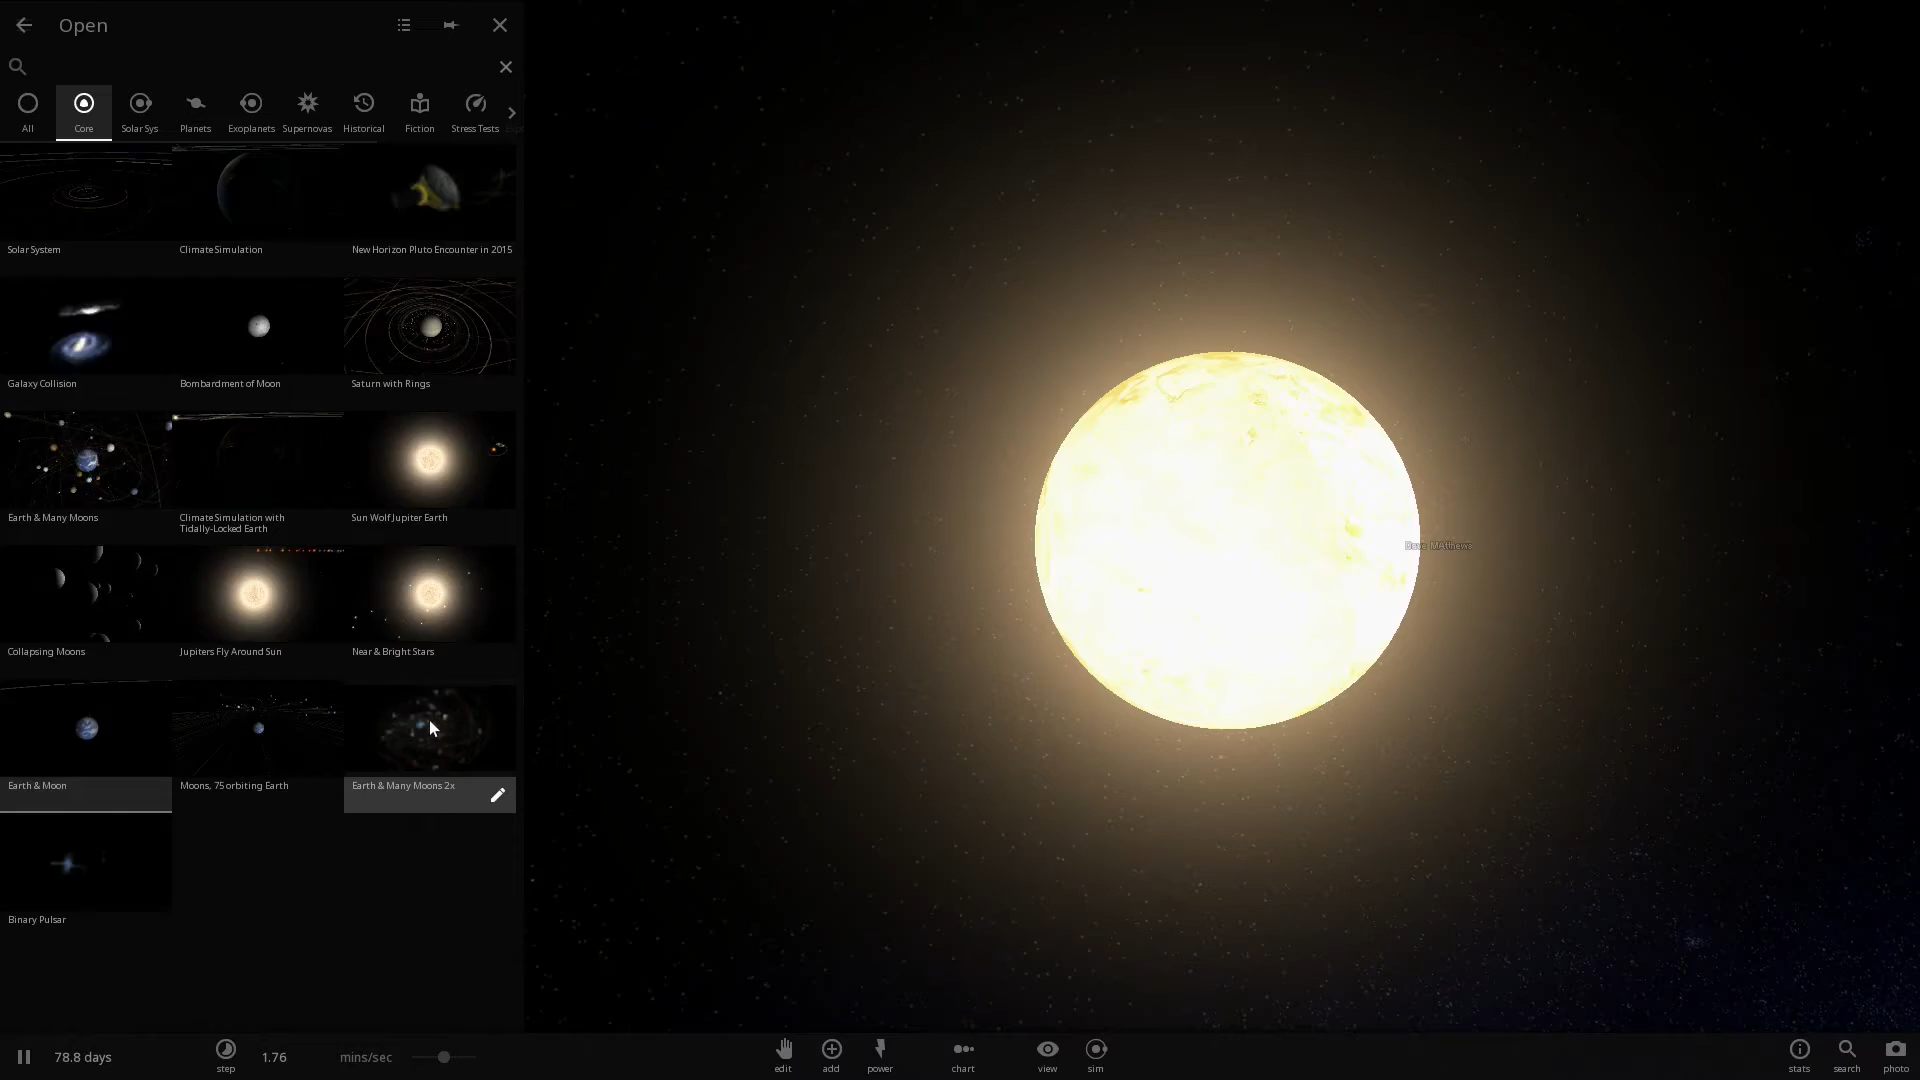 Open
All
Core
Solar Sys
Planets
Exoplanets
Supernovas
Historical
Fiction
Stress Tests
Solar System
Climate Simulation
New Horizon Pluto Encounter in 2015
Galaxy Collision
Bombardment of Moon
Saturn with Rings
Earth & Many Moons
Climate Simulation with
Tidally-Locked Earth
Sun Wolf Jupiter Earth
Collapsing Moons
Jupiters Fly Around Sun
Near & Bright Stars
Earth & Moon
Moons, 75 orbiting Earth
Earth & Many Moons 2x
Binary Pulsar
Dave MAtthews
78.8 days
step
1.76
mins/sec
edit
add
power
chart
view
sim
stats
search
photo